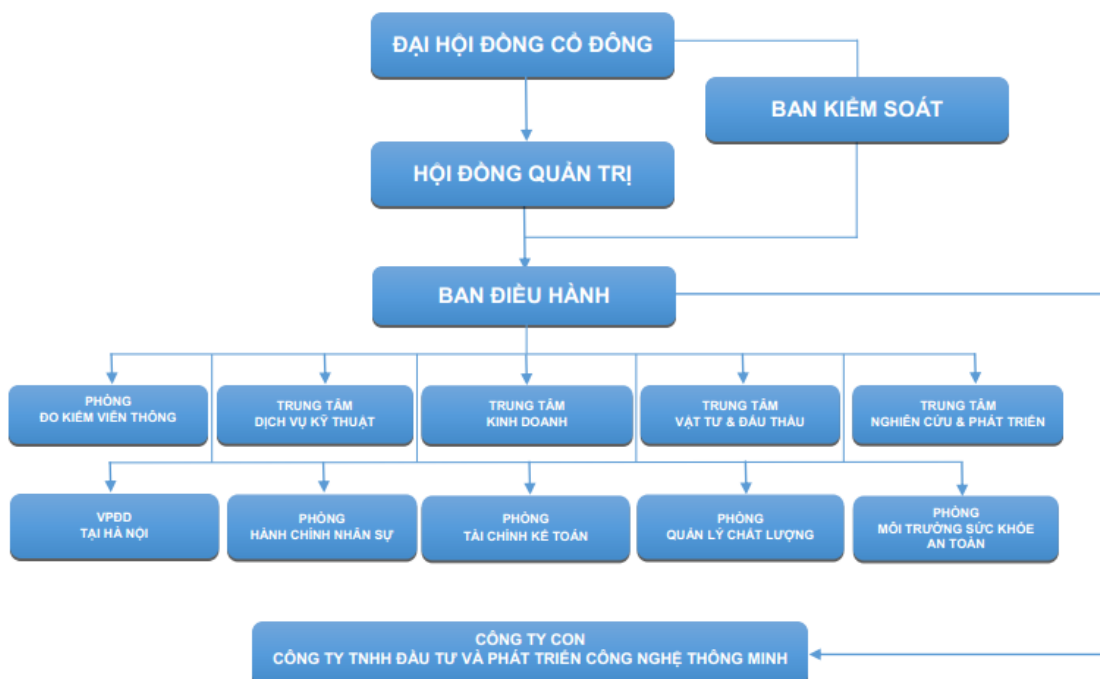 ĐẠI HỘI ĐỒNG CỔ ĐÔNG
BAN KIỂM SOÁT
HỘI ĐỒNG QUẢN TRỊ
BAN ĐIỀU HÀNH
PHÒNG
ĐO KIỂM VIỄN THÔNG
TRUNG TÂM
DỊCH VỤ KỸ THUẬT
TRUNG TÂM
KINH DOANH
TRUNG TÂM
VẬT TƯ & ĐẤU THẦU
TRUNG TÂM
NGHIÊN CỨU & PHÁT TRIỂN
VPĐD
TẠI HÀ NỘI
PHÒNG
HÀNH CHÍNH NHÂN SỰ
PHÒNG
TÀI CHÍNH KẾ TOÁN
PHÒNG
QUẢN LÝ CHẤT LƯỢNG
PHÒNG
MÔI TRƯỜNG SỨC KHỎE
AN TOÀN
CÔNG TY CON
CÔNG TY TNHH ĐẦU TƯ VÀ PHÁT TRIỂN CÔNG NGHỆ THÔNG MINH